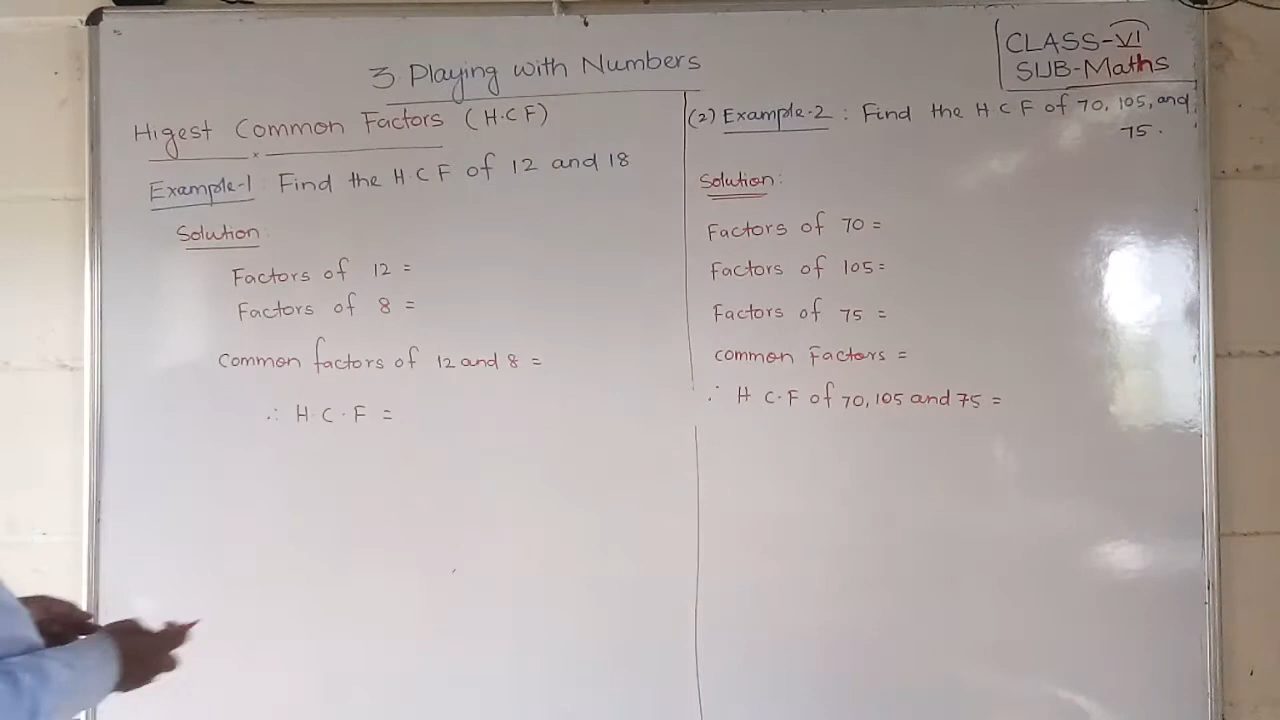 3. Playing with Numbers
CLASS-VI
SUB-Maths
Higest Common Factors (H.C.F)
Example-1 : Find the H.C.F of 12 and 18
Solution
Factors of 12 =
Factors of 8 =
Common factors of 12 and 8 =
∴ H.C.F =
(2) Example-2 : Find the H C F of 70, 105, and
75.
Solution:
Factors of 70 =
Factors of 105=
Factors of 75 =
common Factors =
∴ H C.F of 70, 105 and 75 =